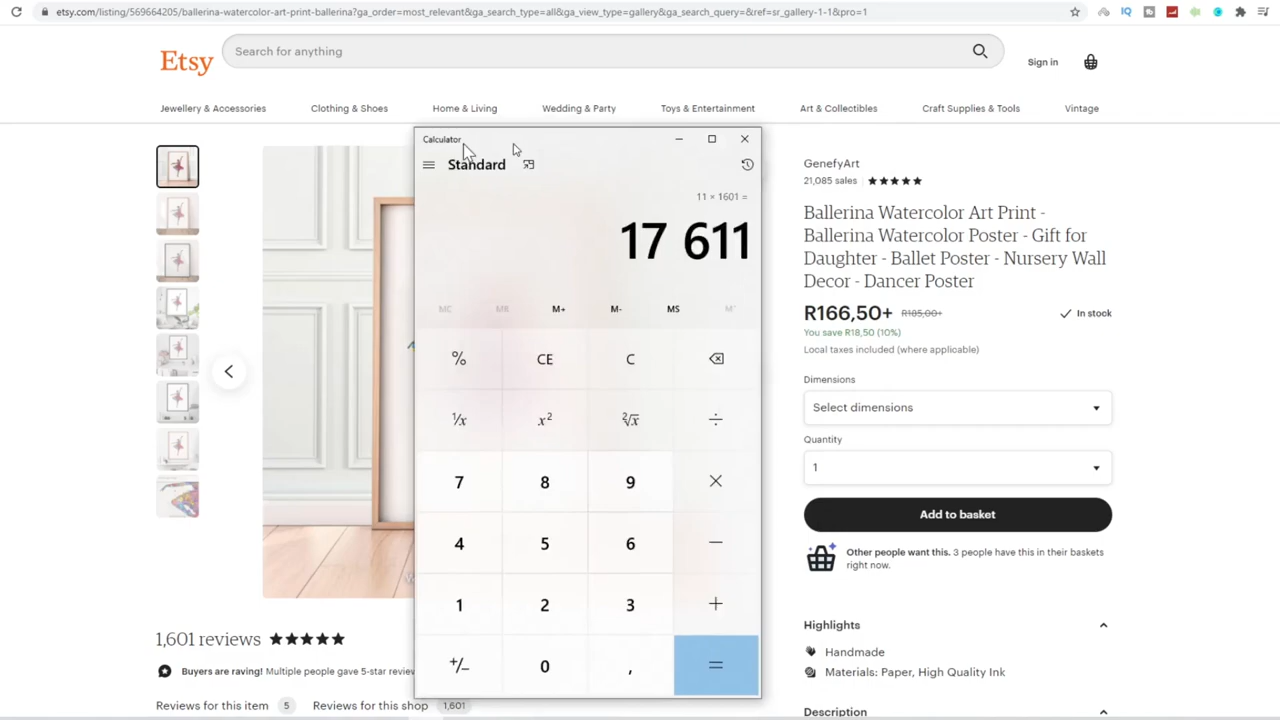 etsy.com/listing/569664205/ballerina-watercolor-art-print-ballerina?ga_order=most_relevant&ga_search_type=all&ga_view_type=gallery&ga_search_query=&ref=sr_gallery-1-1&pro=1
IQ
Etsy
Search for anything
Sign in
Jewellery & Accessories
Clothing & Shoes
Home & Living
Wedding & Party
Toys & Entertainment
Art & Collectibles
Craft Supplies & Tools
Vintage
Calculator
Standard
11 × 1601 =
17 611
MC MR M+ M- MS M˅
% CE C
¹/x x² ²√x ÷
7 8 9 ×
4 5 6 −
1 2 3 +
+/− 0 , =
GenefyArt
21,085 sales
Ballerina Watercolor Art Print -
Ballerina Watercolor Poster - Gift for
Daughter - Ballet Poster - Nursery Wall
Decor - Dancer Poster
R166,50+ R185,00+ In stock
You save R18,50 (10%)
Local taxes included (where applicable)
Dimensions
Select dimensions
Quantity
1
Add to basket
Other people want this. 3 people have this in their baskets
right now.
Highlights
Handmade
Materials: Paper, High Quality Ink
Description
1,601 reviews
Buyers are raving! Multiple people gave 5-star
Reviews for this item 5 Reviews for this shop 1,601